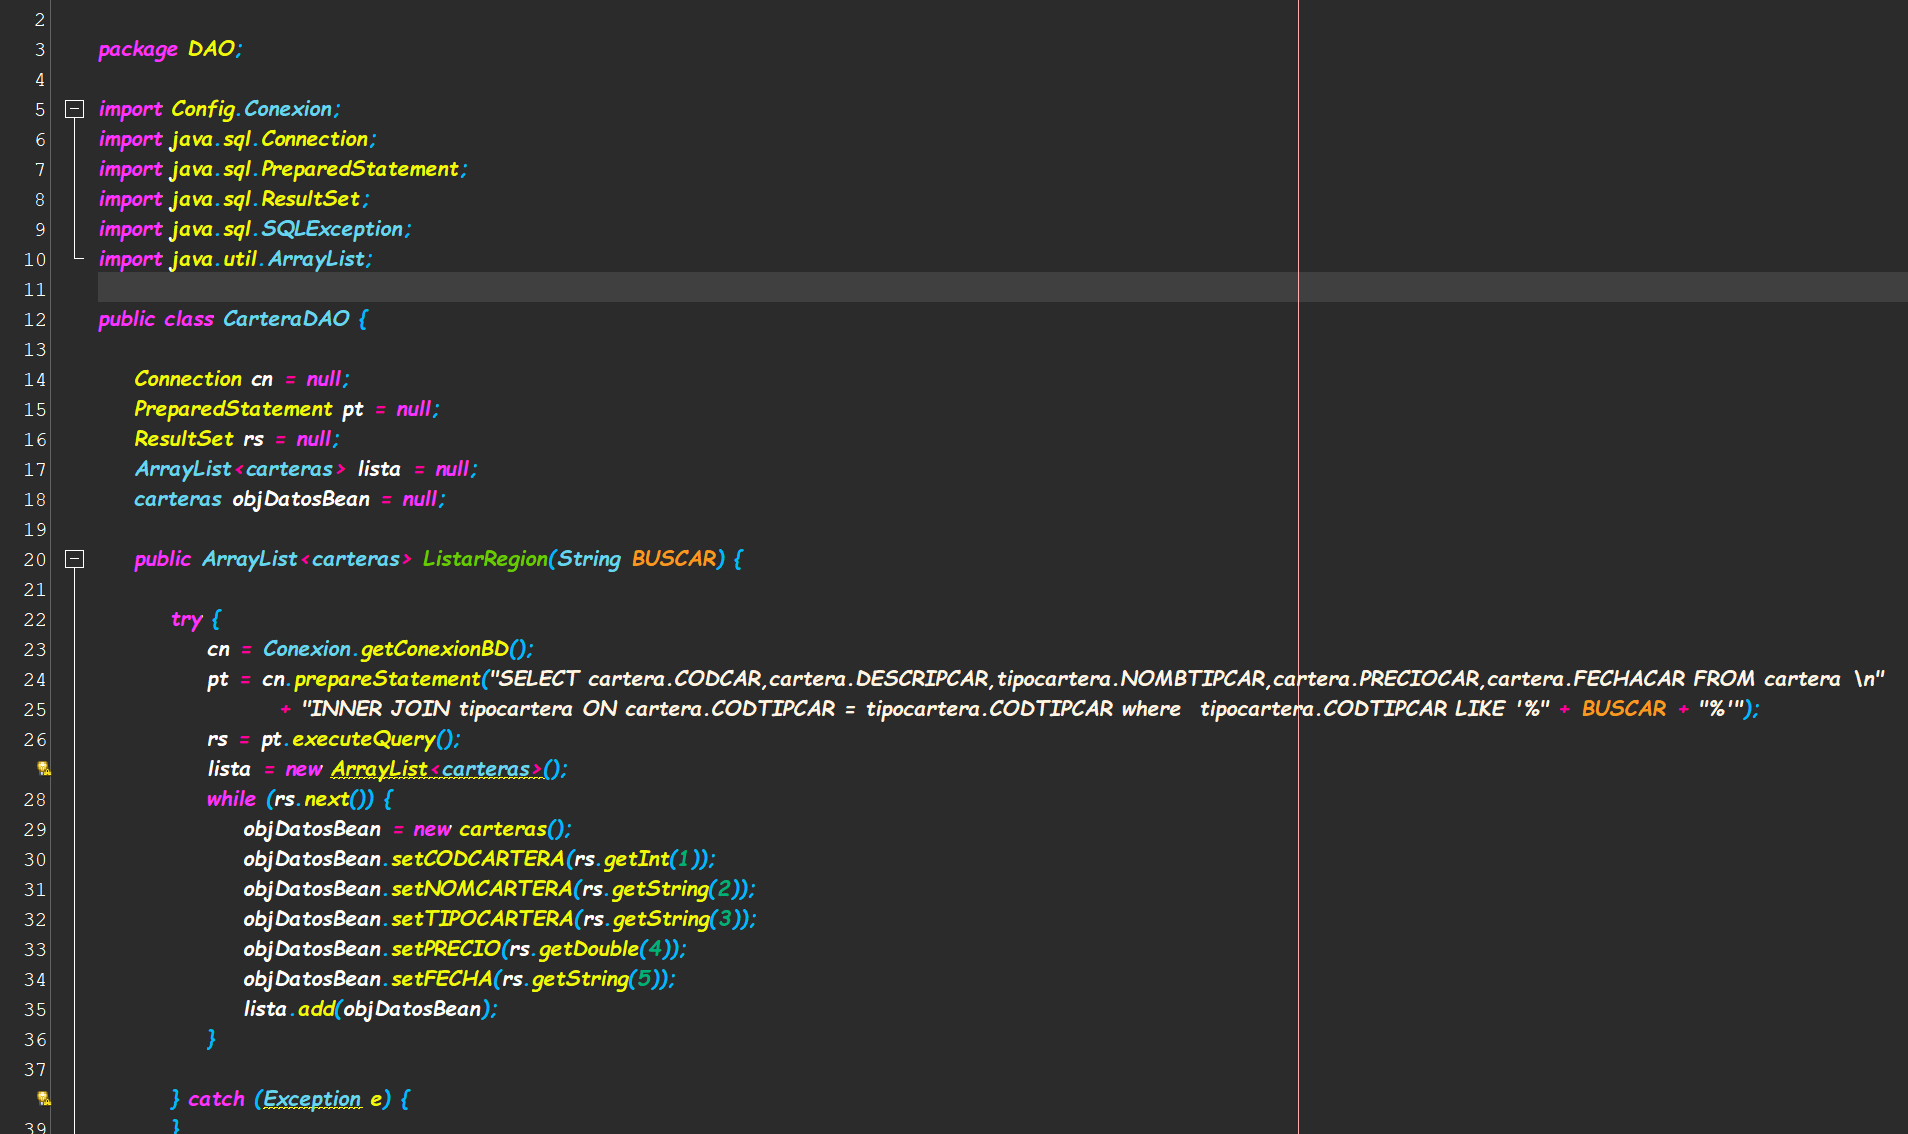 2
3 package DAO;
4
5 import Config.Conexion;
6 import java.sql.Connection;
7 import java.sql.PreparedStatement;
8 import java.sql.ResultSet;
9 import java.sql.SQLException;
10 import java.util.ArrayList;
11
12 public class CarteraDAO {
13
14 Connection cn = null;
15 PreparedStatement pt = null;
16 ResultSet rs = null;
17 ArrayList<carteras> lista = null;
18 carteras objDatosBean = null;
19
20 public ArrayList<carteras> ListarRegion(String BUSCAR) {
21
22 try {
23 cn = Conexion.getConexionBD();
24 pt = cn.prepareStatement("SELECT cartera.CODCAR,cartera.DESCRIPCAR,tipocartera.NOMBTIPCAR,cartera.PRECIOCAR,cartera.FECHACAR FROM cartera \n"
25 + "INNER JOIN tipocartera ON cartera.CODTIPCAR = tipocartera.CODTIPCAR where  tipocartera.CODTIPCAR LIKE '%" + BUSCAR + "%'");
26 rs = pt.executeQuery();
lista = new ArrayList<carteras>();
28 while (rs.next()) {
29 objDatosBean = new carteras();
30 objDatosBean.setCODCARTERA(rs.getInt(1));
31 objDatosBean.setNOMCARTERA(rs.getString(2));
32 objDatosBean.setTIPOCARTERA(rs.getString(3));
33 objDatosBean.setPRECIO(rs.getDouble(4));
34 objDatosBean.setFECHA(rs.getString(5));
35 lista.add(objDatosBean);
36 }
37
} catch (Exception e) {
39 }